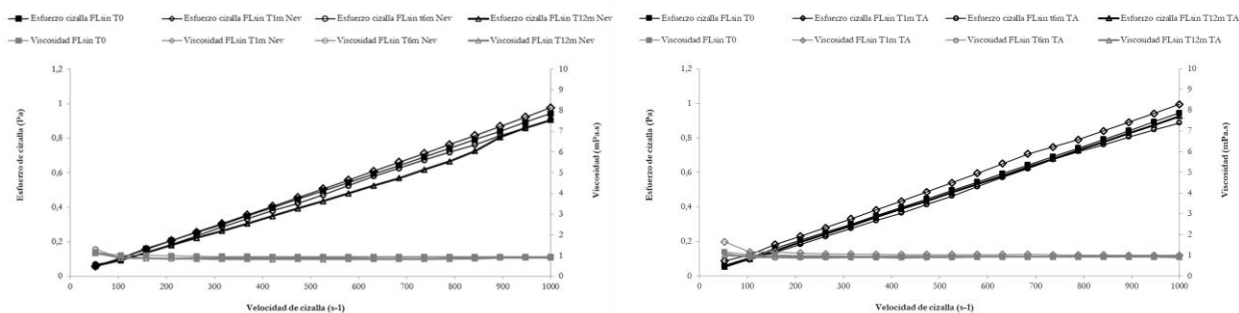 Esfuerzo cizalla FLsin T0
Esfuerzo cizalla FLsin T1m Nev
Esfuerzo cizalla FLsin t6m Nev
Esfuerzo cizalla FLsin T12m Nev
Viscosidad FLsin T0
Viscosidad FLsin T1m Nev
Viscosidad FLsin T6m Nev
Viscosidad FLsin T12m Nev
1,2
1
0,8
0,6
0,4
0,2
0
Esfuerzo de cizalla (Pa)
10
9
8
7
6
5
4
3
2
1
0
Viscosidad (mPa.s)
0 100 200 300 400 500 600 700 800 900 1000
Velocidad de cizalla (s-1)
Esfuerzo cizalla FLsin T0
Esfuerzo cizalla FLsin T1m TA
Esfuerzo cizalla FLsin t6m TA
Esfuerzo cizalla FLsin T12m TA
Viscosidad FLsin T0
Viscosidad FLsin T1m TA
Viscosidad FLsin T6m TA
Viscosidad FLsin T12m TA
1,2
1
0,8
0,6
0,4
0,2
0
Esfuerzo de cizalla (Pa)
10
9
8
7
6
5
4
3
2
1
0
Viscosidad (mPa.s)
0 100 200 300 400 500 600 700 800 900 1000
Velocidad de cizalla (s-1)